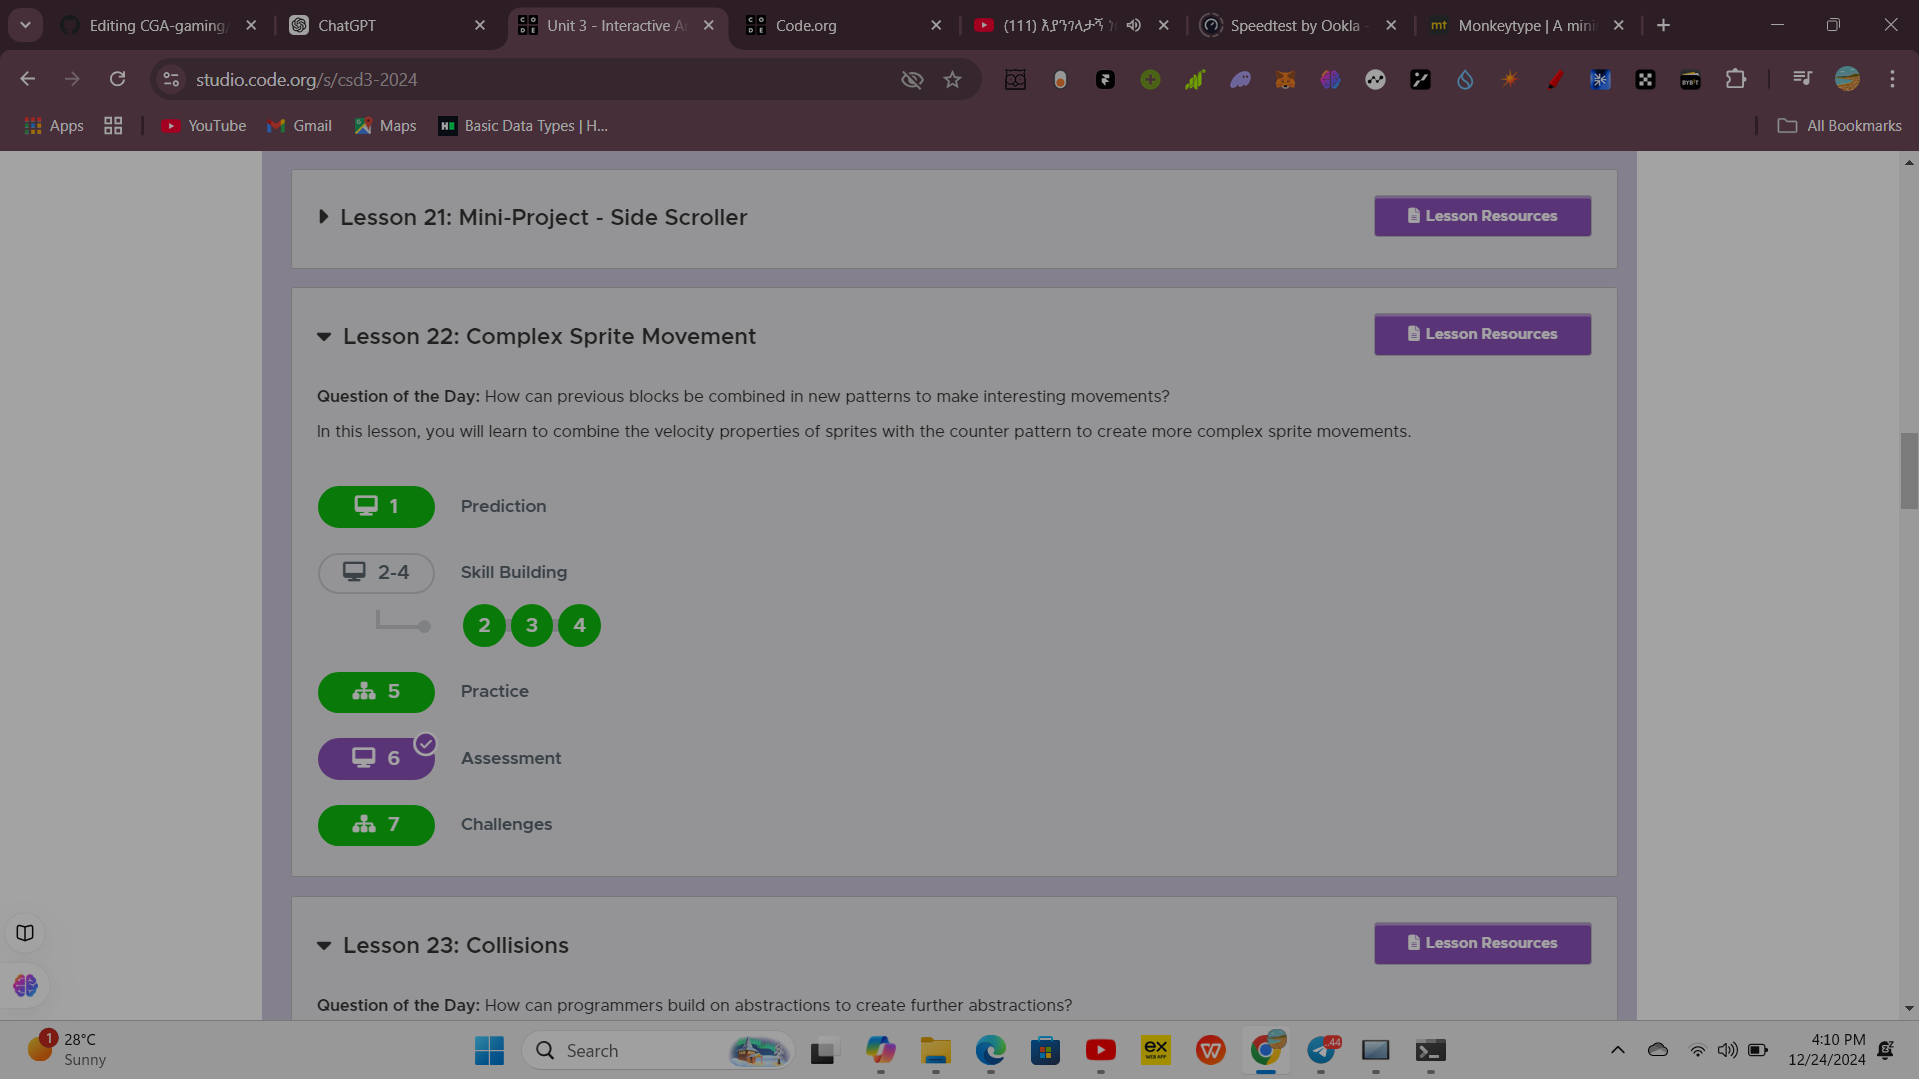 Editing CGA-gaming/
ChatGPT
Unit 3 - Interactive A
Code.org
(111) እያንገላታኝ
Speedtest by Ookla -
mt
Monkeytype | A mini
studio.code.org/s/csd3-2024
BYBIT
Apps
YouTube
Gmail
Maps
Basic Data Types | H...
All Bookmarks
Lesson 21: Mini-Project - Side Scroller
Lesson Resources
Lesson 22: Complex Sprite Movement
Lesson Resources
Question of the Day: How can previous blocks be combined in new patterns to make interesting movements?
In this lesson, you will learn to combine the velocity properties of sprites with the counter pattern to create more complex sprite movements.
1 Prediction
2-4 Skill Building
2 3 4
5 Practice
6 Assessment
7 Challenges
Lesson 23: Collisions
Lesson Resources
Question of the Day: How can programmers build on abstractions to create further abstractions?
1
28°C
Sunny
Search
ex
WEB APP
44
4:10 PM
12/24/2024